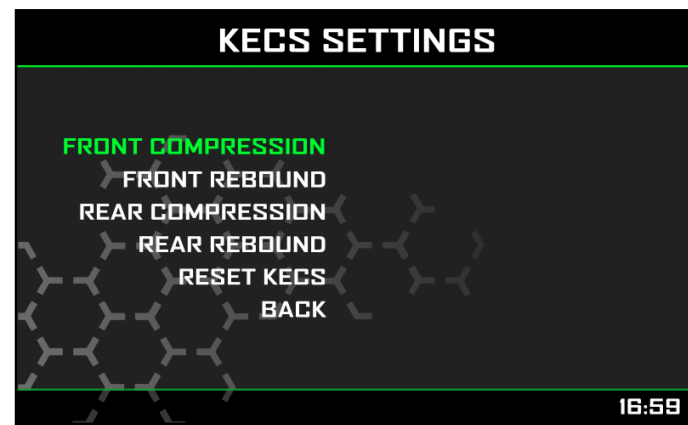 KECS SETTINGS
FRONT COMPRESSION
FRONT REBOUND
REAR COMPRESSION
REAR REBOUND
RESET KECS
BACK
16:59